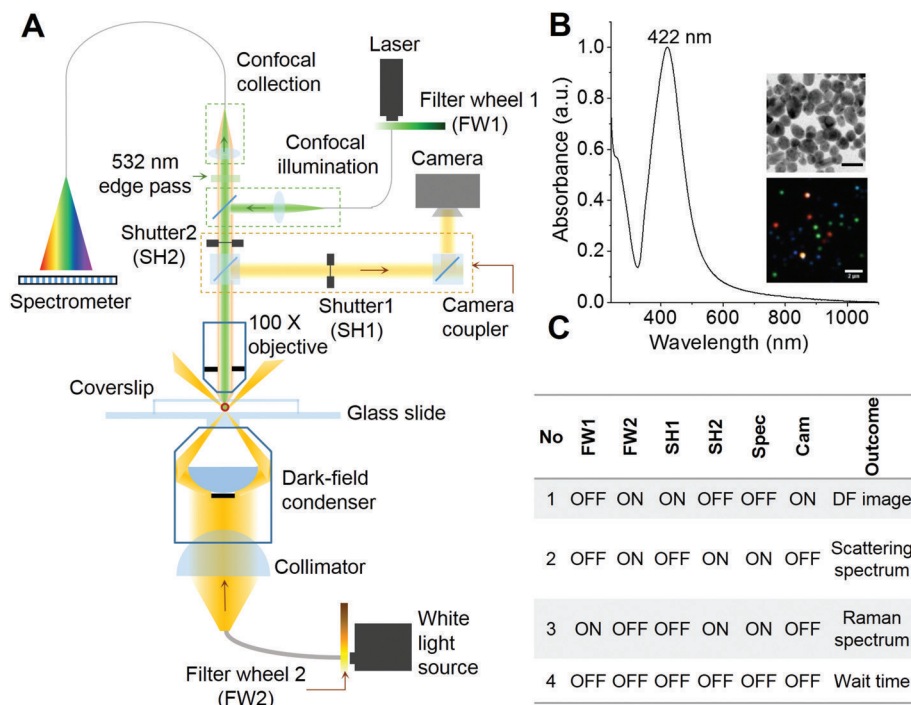 A
Laser
Confocal
collection
Filter wheel 1
(FW1)
Confocal
illumination
Camera
532 nm
edge pass
Shutter2
(SH2)
Spectrometer
Shutter1
(SH1)
Camera
coupler
100 X
objective
Coverslip
Glass slide
Dark-field
condenser
Collimator
White
light
source
Filter wheel 2
(FW2)
B
422 nm
1.0
0.8
0.6
0.4
0.2
0.0
Absorbance (a.u.)
2 µm
400 600 800 1000
Wavelength (nm)
C
No FW1 FW2 SH1 SH2 Spec Cam Outcome
1 OFF ON ON OFF OFF ON DF image
2 OFF ON OFF ON ON OFF Scattering
spectrum
3 ON OFF OFF ON ON OFF Raman
spectrum
4 OFF OFF OFF OFF OFF OFF Wait time